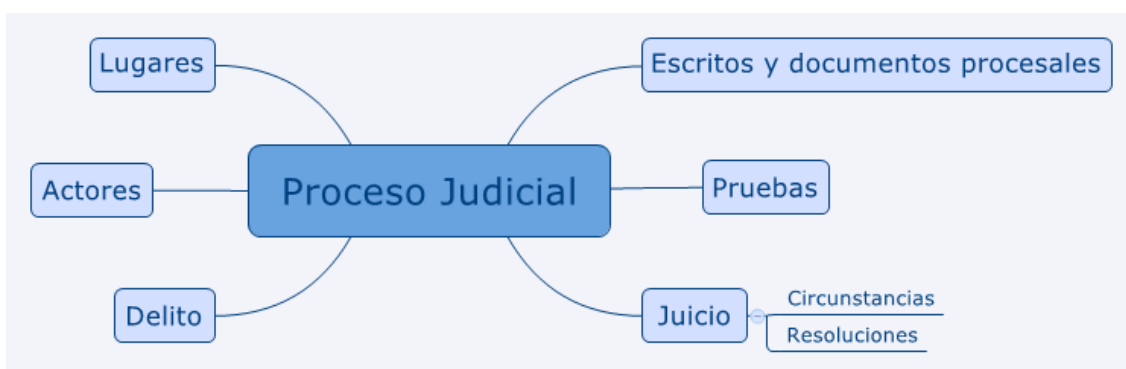 Lugares
Escritos y documentos procesales
Actores
Proceso Judicial
Pruebas
Delito
Juicio
Circunstancias
Resoluciones